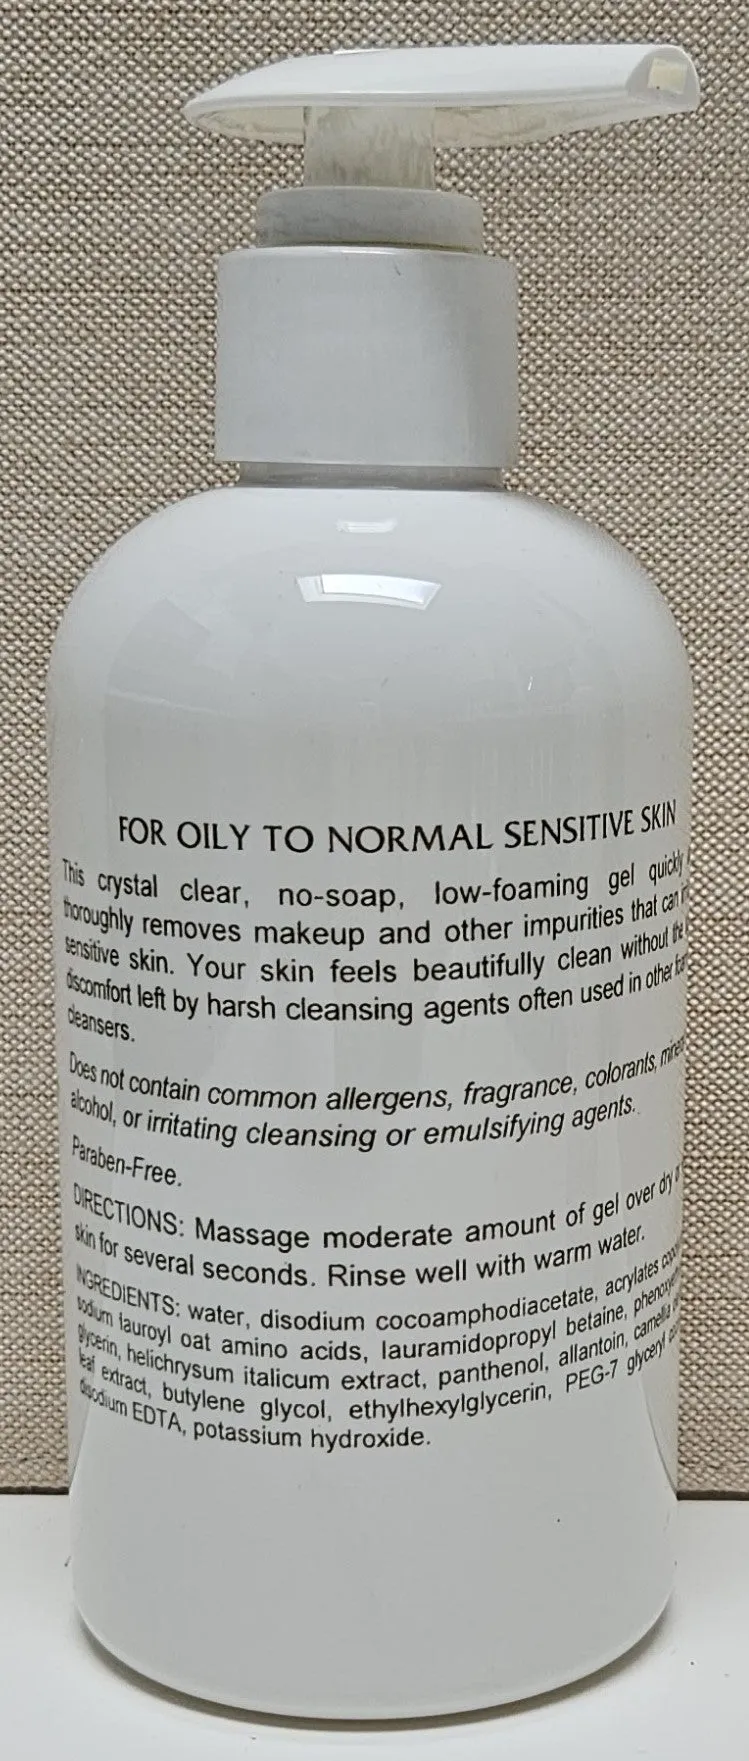 FOR OILY TO NORMAL SENSITIVE SKIN
This crystal clear, no-soap, low-foaming gel quickly
thoroughly removes makeup and other impurities that can
sensitive skin. Your skin feels beautifully clean without the
discomfort left by harsh cleansing agents often used in other
cleansers.
Does not contain common allergens, fragrance, colorants,
alcohol, or irritating cleansing or emulsifying agents.
Paraben-Free.
DIRECTIONS: Massage moderate amount of gel over dry
skin for several seconds. Rinse well with warm water.
INGREDIENTS: water, disodium cocoamphodiacetate, acrylates
sodium lauroyl oat amino acids, lauramidopropyl betaine,
glycerin, helichrysum italicum extract, panthenol, allantoin, camellia
leaf extract, butylene glycol, ethylhexylglycerin, PEG-7 glyceryl
disodium EDTA, potassium hydroxide.